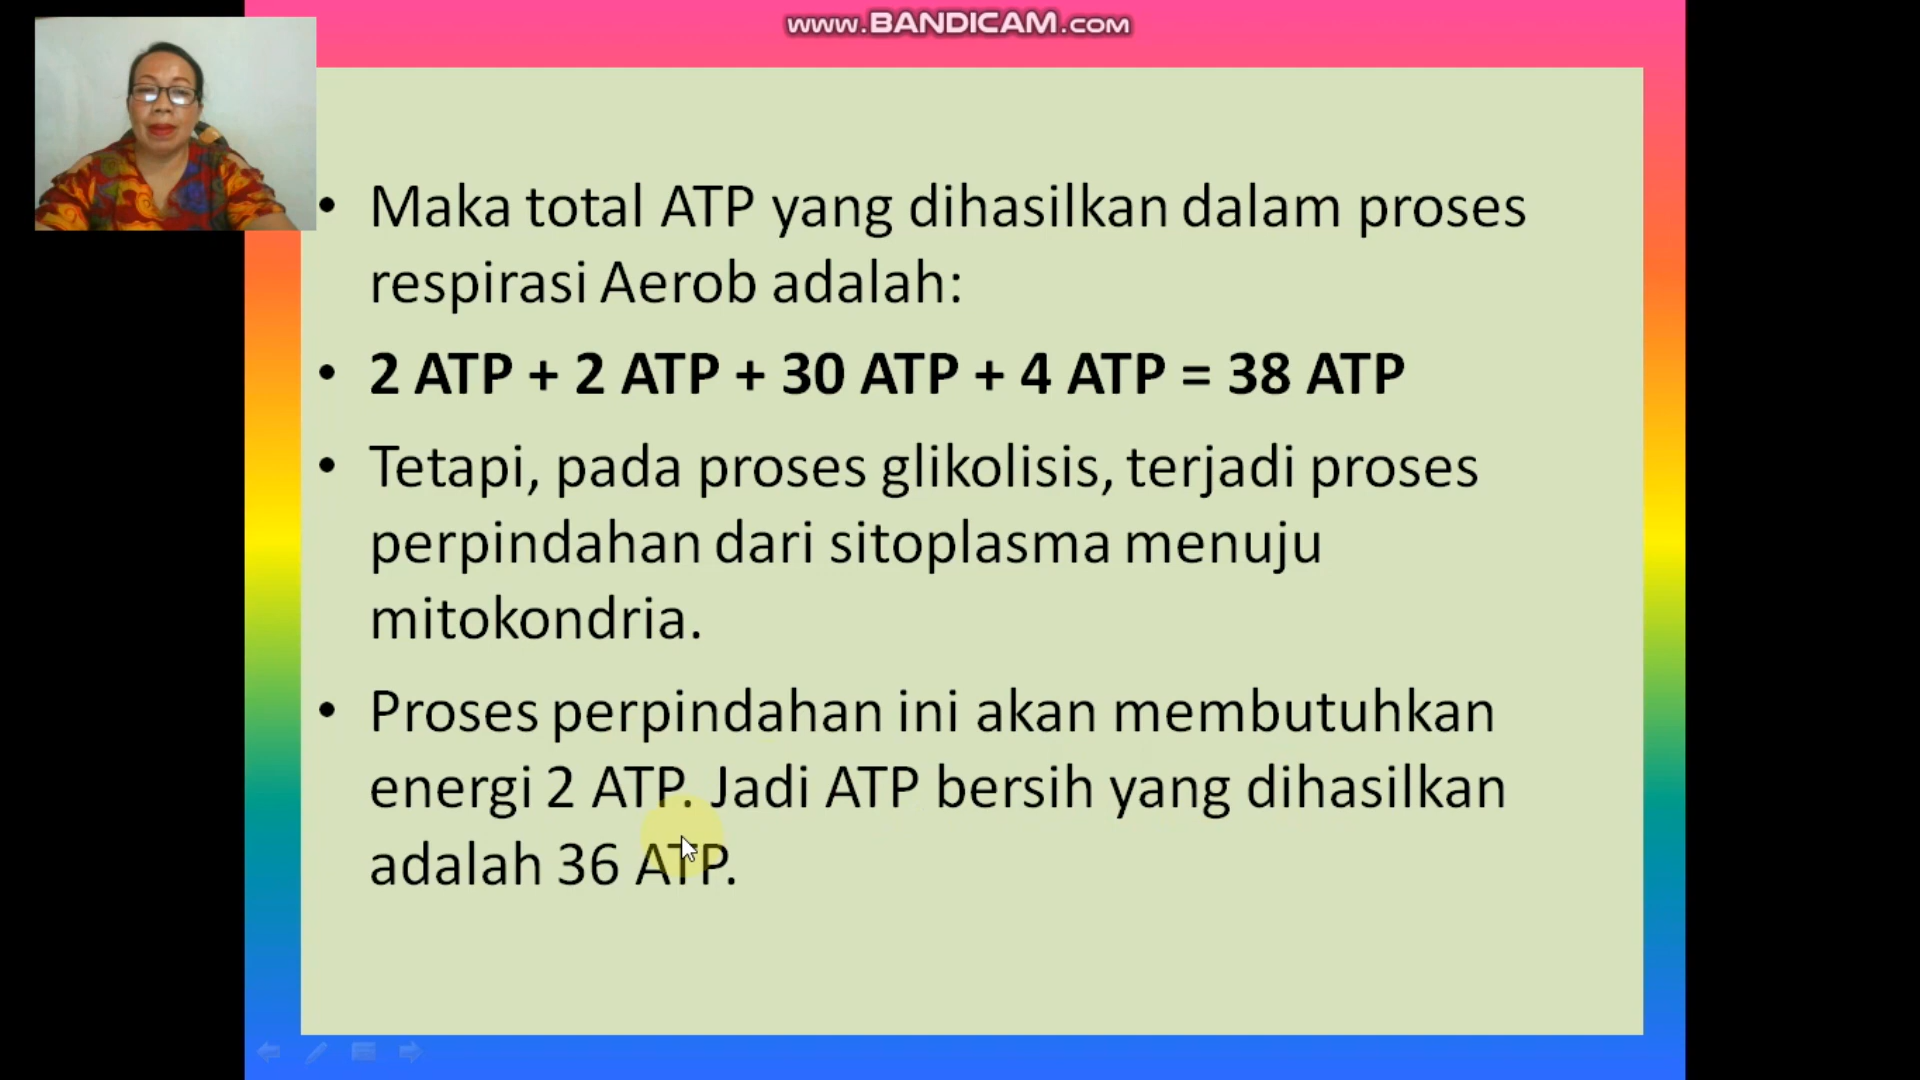 www.BANDICAM.com
• Maka total ATP yang dihasilkan dalam proses
respirasi Aerob adalah:
• 2 ATP + 2 ATP + 30 ATP + 4 ATP = 38 ATP
• Tetapi, pada proses glikolisis, terjadi proses
perpindahan dari sitoplasma menuju
mitokondria.
• Proses perpindahan ini akan membutuhkan
energi 2 ATP. Jadi ATP bersih yang dihasilkan
adalah 36 ATP.